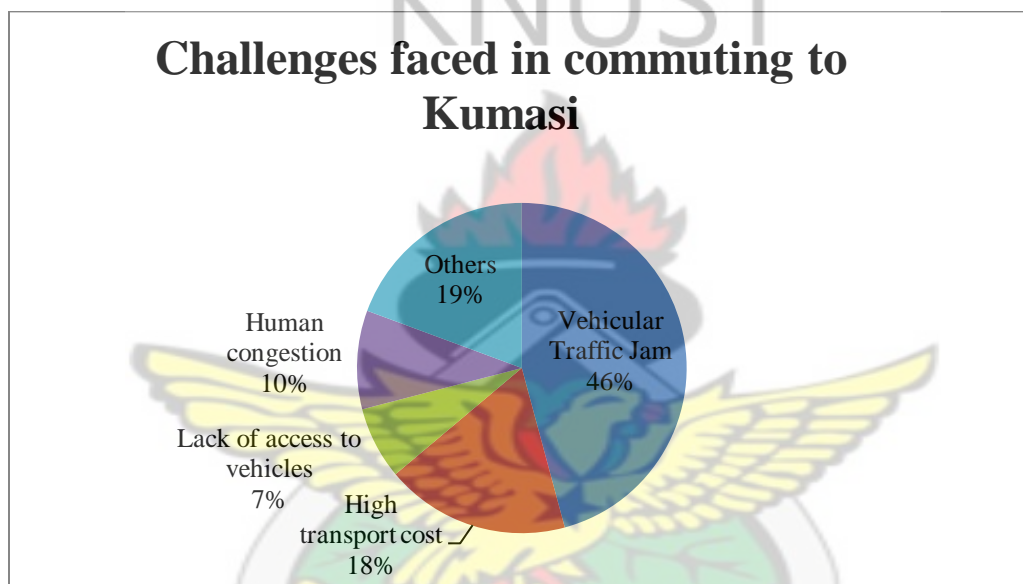 KNUST
Challenges faced in commuting to
Kumasi
Others
19%
Vehicular
Traffic Jam
46%
Human
congestion
10%
Lack of access to
vehicles
7%
High
transport cost
18%